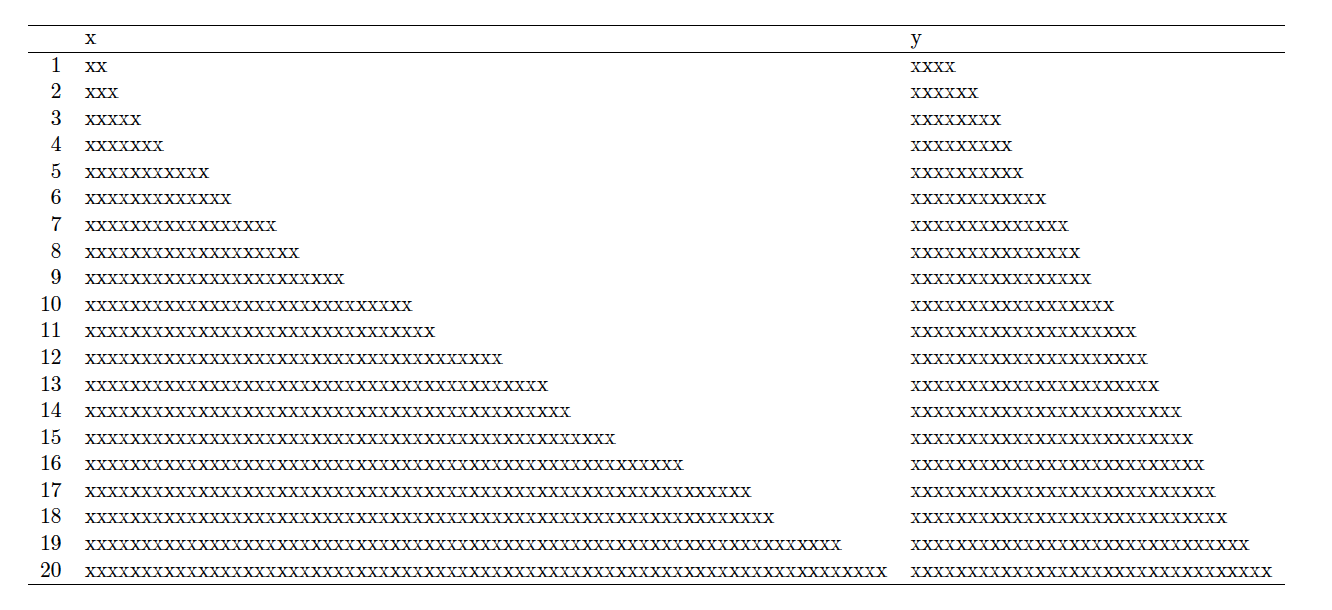 x y
1 xx xxxx
2 xxx xxxxxx
3 xxxxx xxxxxxxx
4 xxxxxxx xxxxxxxxx
5 xxxxxxxxxxx xxxxxxxxxx
6 xxxxxxxxxxxxx xxxxxxxxxxxx
7 xxxxxxxxxxxxxxxxx xxxxxxxxxxxxxx
8 xxxxxxxxxxxxxxxxxxx xxxxxxxxxxxxxxx
9 xxxxxxxxxxxxxxxxxxxxxxx xxxxxxxxxxxxxxxx
10 xxxxxxxxxxxxxxxxxxxxxxxxxxxxx xxxxxxxxxxxxxxxxxx
11 xxxxxxxxxxxxxxxxxxxxxxxxxxxxxxx xxxxxxxxxxxxxxxxxxxx
12 xxxxxxxxxxxxxxxxxxxxxxxxxxxxxxxxxxxxx xxxxxxxxxxxxxxxxxxxxx
13 xxxxxxxxxxxxxxxxxxxxxxxxxxxxxxxxxxxxxxxxx xxxxxxxxxxxxxxxxxxxxxx
14 xxxxxxxxxxxxxxxxxxxxxxxxxxxxxxxxxxxxxxxxxxx xxxxxxxxxxxxxxxxxxxxxxxx
15 xxxxxxxxxxxxxxxxxxxxxxxxxxxxxxxxxxxxxxxxxxxxxxx xxxxxxxxxxxxxxxxxxxxxxxxx
16 xxxxxxxxxxxxxxxxxxxxxxxxxxxxxxxxxxxxxxxxxxxxxxxxxxxxx xxxxxxxxxxxxxxxxxxxxxxxxxx
17 xxxxxxxxxxxxxxxxxxxxxxxxxxxxxxxxxxxxxxxxxxxxxxxxxxxxxxxxxxx xxxxxxxxxxxxxxxxxxxxxxxxxxx
18 xxxxxxxxxxxxxxxxxxxxxxxxxxxxxxxxxxxxxxxxxxxxxxxxxxxxxxxxxxxxx xxxxxxxxxxxxxxxxxxxxxxxxxxxx
19 xxxxxxxxxxxxxxxxxxxxxxxxxxxxxxxxxxxxxxxxxxxxxxxxxxxxxxxxxxxxxxxxxxx xxxxxxxxxxxxxxxxxxxxxxxxxxxxxx
20 xxxxxxxxxxxxxxxxxxxxxxxxxxxxxxxxxxxxxxxxxxxxxxxxxxxxxxxxxxxxxxxxxxxxxxx xxxxxxxxxxxxxxxxxxxxxxxxxxxxxxxx